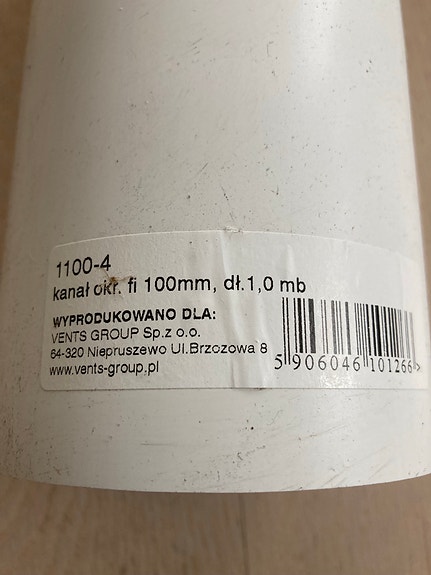 1100-4
kanał okr. fi 100mm, dł.1,0 mb
WYPRODUKOWANO DLA:
VENTS GROUP Sp.z o.o.
64-320 Niepruszewo Ul.Brzozowa 8
www.vents-group.pl
5 906046 101266>